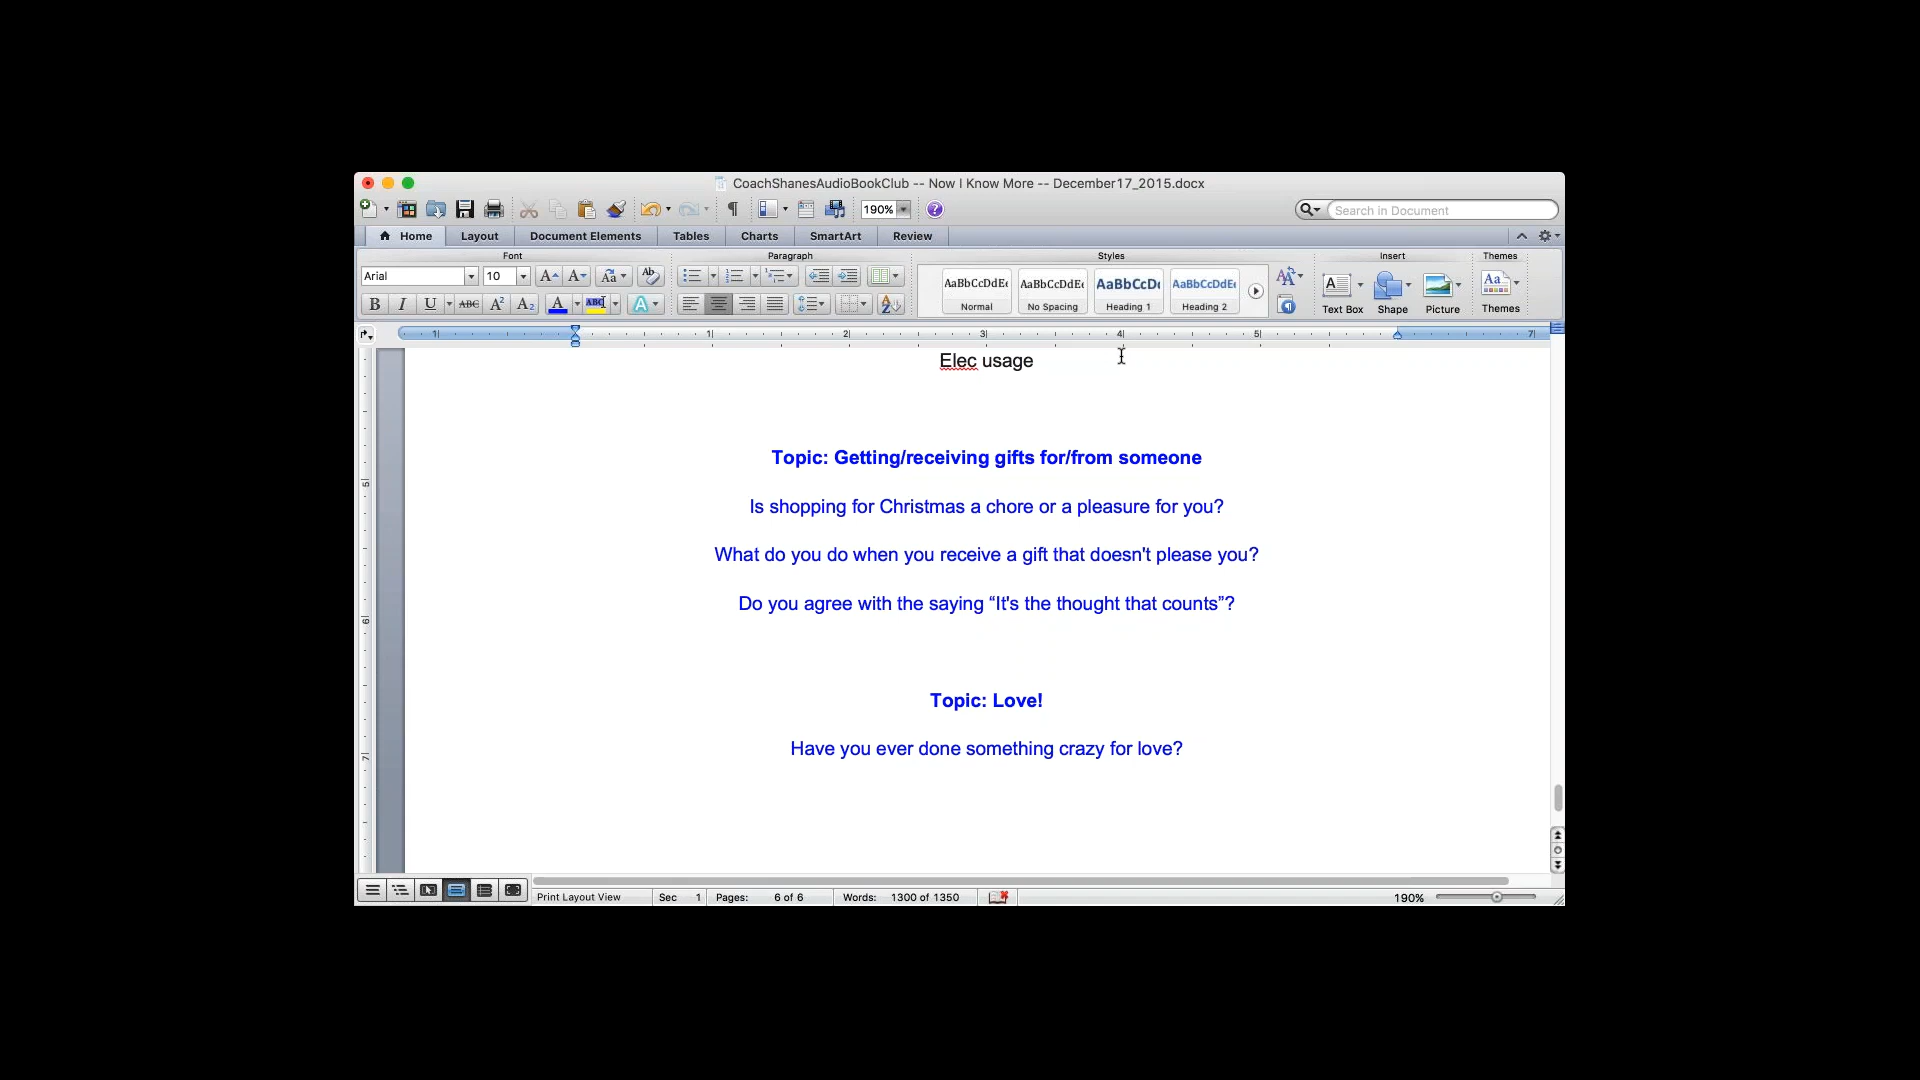 CoachShanesAudioBookClub -- Now I Know More -- December17_2015.docx
190%
Search in Document
Home Layout Document Elements Tables Charts SmartArt Review
Font Paragraph Styles Insert Themes
Arial 10
AaBbCcDdEe AaBbCcDdEe AaBbCcDc AaBbCcDdEe
Normal No Spacing Heading 1 Heading 2
Text Box Shape Picture Themes
Elec usage
Topic: Getting/receiving gifts for/from someone
Is shopping for Christmas a chore or a pleasure for you?
What do you do when you receive a gift that doesn't please you?
Do you agree with the saying “It's the thought that counts”?
Topic: Love!
Have you ever done something crazy for love?
Print Layout View Sec 1 Pages: 6 of 6 Words: 1300 of 1350 190%